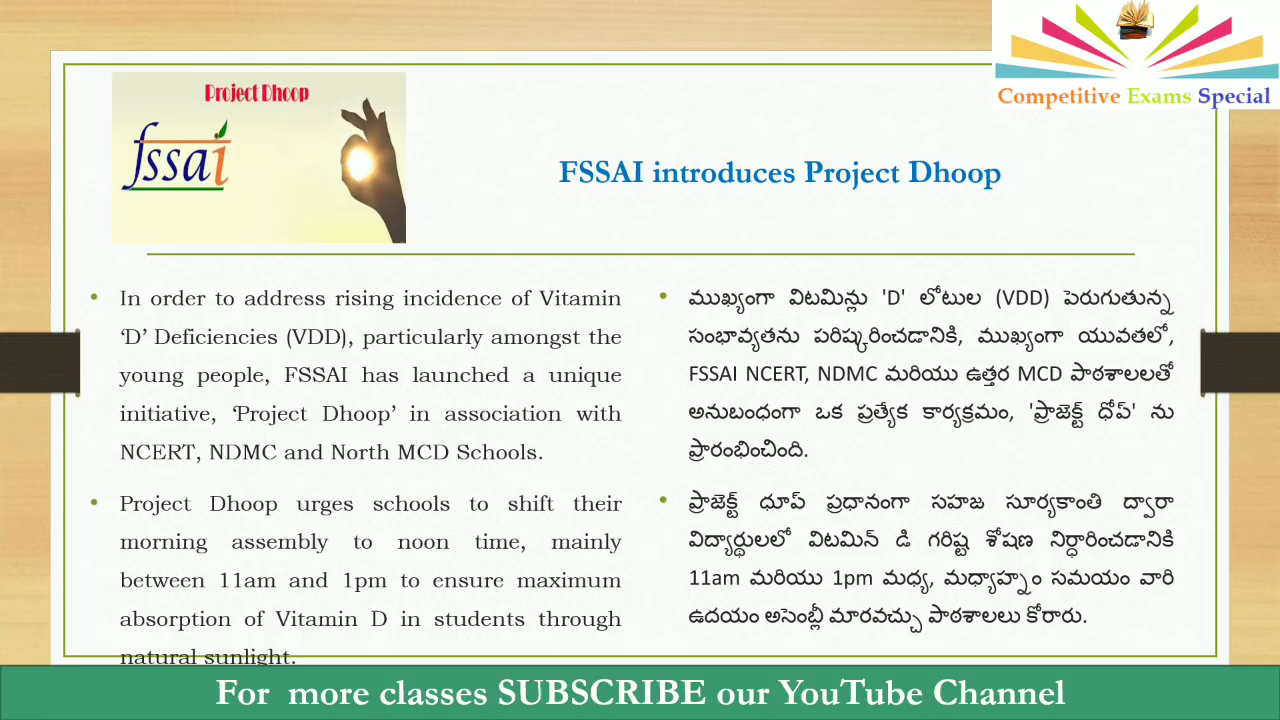 Project Dhoop
fssai
Competitive Exams Special
FSSAI introduces Project Dhoop
• In order to address rising incidence of Vitamin
‘D’ Deficiencies (VDD), particularly amongst the
young people, FSSAI has launched a unique
initiative, ‘Project Dhoop’ in association with
NCERT, NDMC and North MCD Schools.
• Project Dhoop urges schools to shift their
morning assembly to noon time, mainly
between 11am and 1pm to ensure maximum
absorption of Vitamin D in students through
natural sunlight.
• ముఖ్యంగా విటమిన్లు 'D' లోటుల (VDD) పెరుగుతున్న
సంభావ్యతను పరిష్కరించడానికి, ముఖ్యంగా యువతలో,
FSSAI NCERT, NDMC మరియు ఉత్తర MCD పాఠశాలలతో
అనుబంధంగా ఒక ప్రత్యేక కార్యక్రమం, 'ప్రాజెక్ట్ ధోప్' ను
ప్రారంభించింది.
• ప్రాజెక్ట్ ధూప్ ప్రధానంగా సహజ సూర్యకాంతి ద్వారా
విద్యార్థులలో విటమిన్ డి గరిష్ట శోషణ నిర్ధారించడానికి
11am మరియు 1pm మధ్య, మధ్యాహ్నం సమయం వారి
ఉదయం అసెంబ్లీ మారవచ్చు పాఠశాలలు కోరారు.
For more classes SUBSCRIBE our YouTube Channel